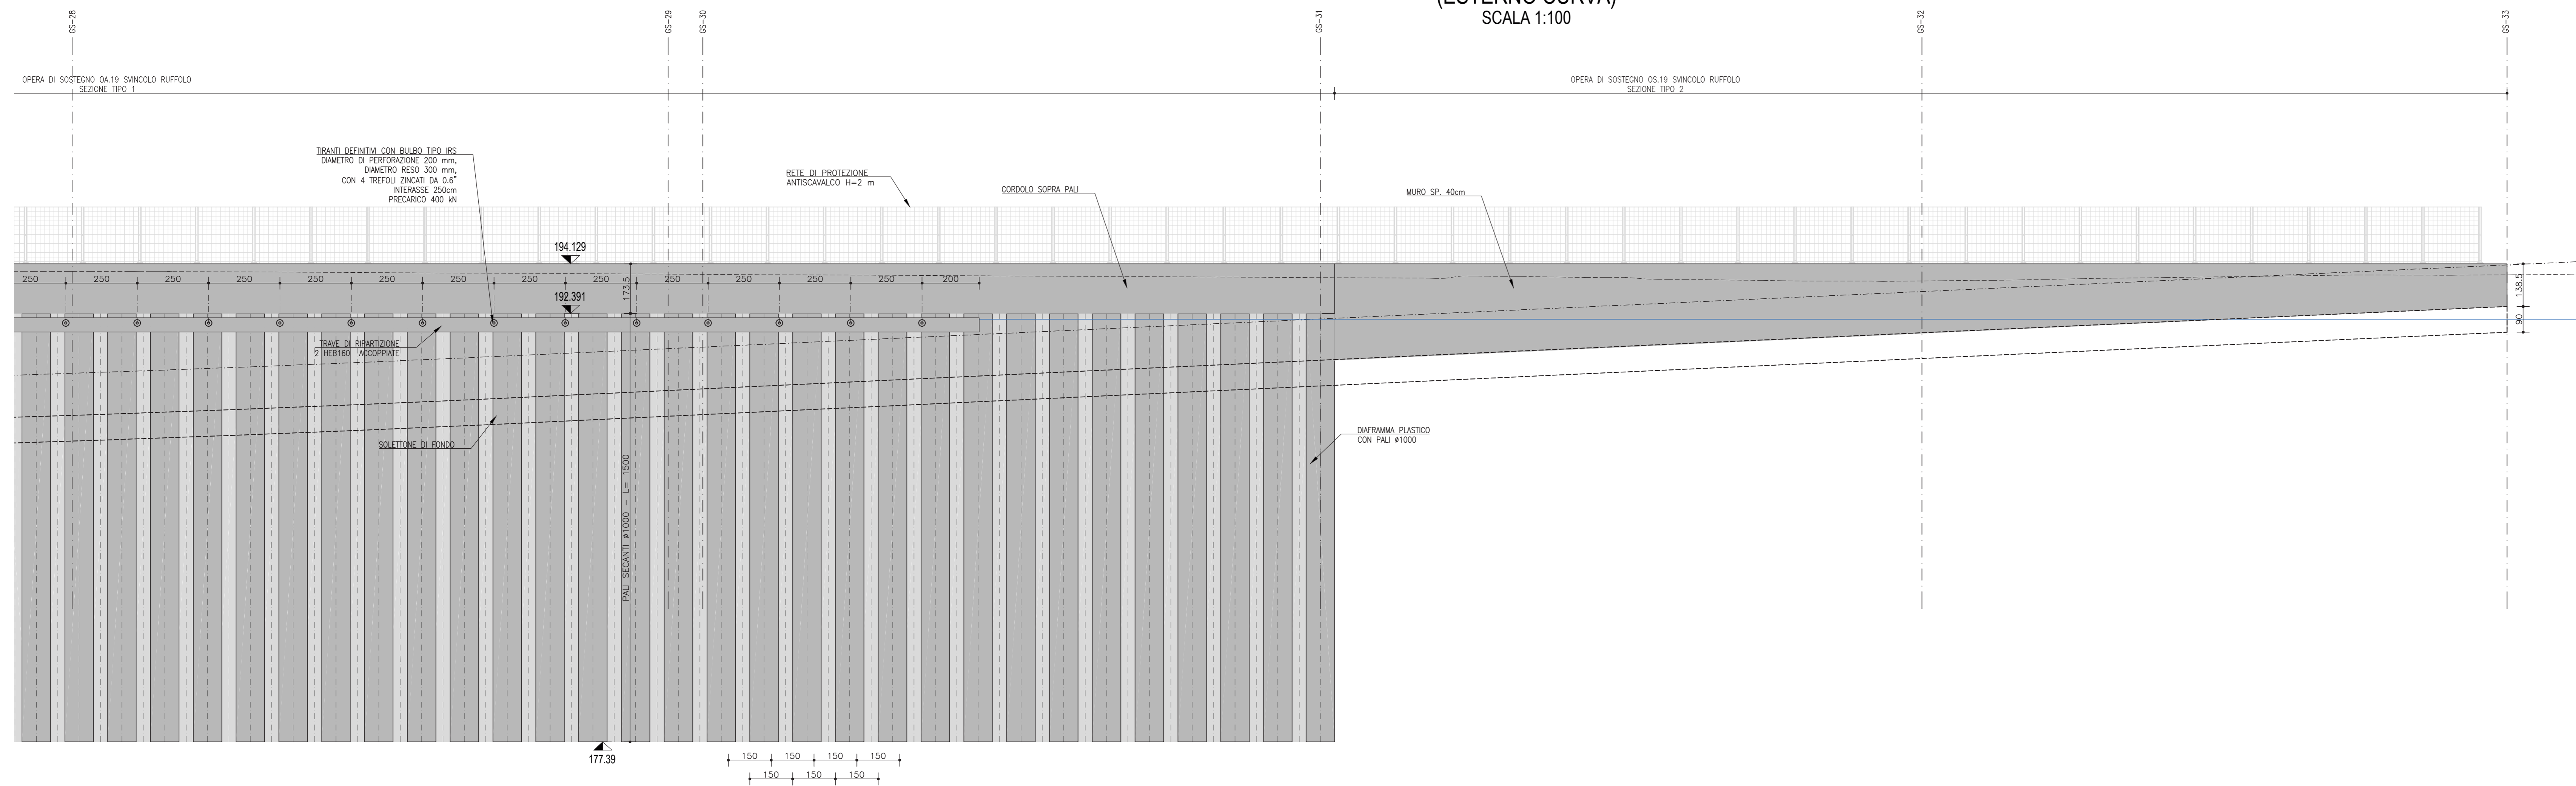 (ESTERNO CURVA)
SCALA 1:100
GS-28
GS-29
GS-30
GS-31
GS-32
GS-33
OPERA DI SOSTEGNO OA.19 SVINCOLO RUFFOLO
SEZIONE TIPO 1
OPERA DI SOSTEGNO OS.19 SVINCOLO RUFFOLO
SEZIONE TIPO 2
TIRANTI DEFINITIVI CON BULBO TIPO IRS
DIAMETRO DI PERFORAZIONE 200 mm,
DIAMETRO RESO 300 mm,
CON 4 TREFOLI ZINCATI DA 0.6"
INTERASSE 250cm
PRECARICO 400 kN
RETE DI PROTEZIONE
ANTISCAVALCO H=2 m
CORDOLO SOPRA PALI
MURO SP. 40cm
194.129
250 250 250 250 250 250 250 250 250 250 250 250 250 200
173.5
192.391
138.5
90
TRAVE DI RIPARTIZIONE
2 HEB160 ACCOPPIATE
SOLETTONE DI FONDO
DIAFRAMMA PLASTICO
CON PALI ø1000
PALI SECANTI ø1000 - L= 1500
177.39
150 150 150 150
150 150 150